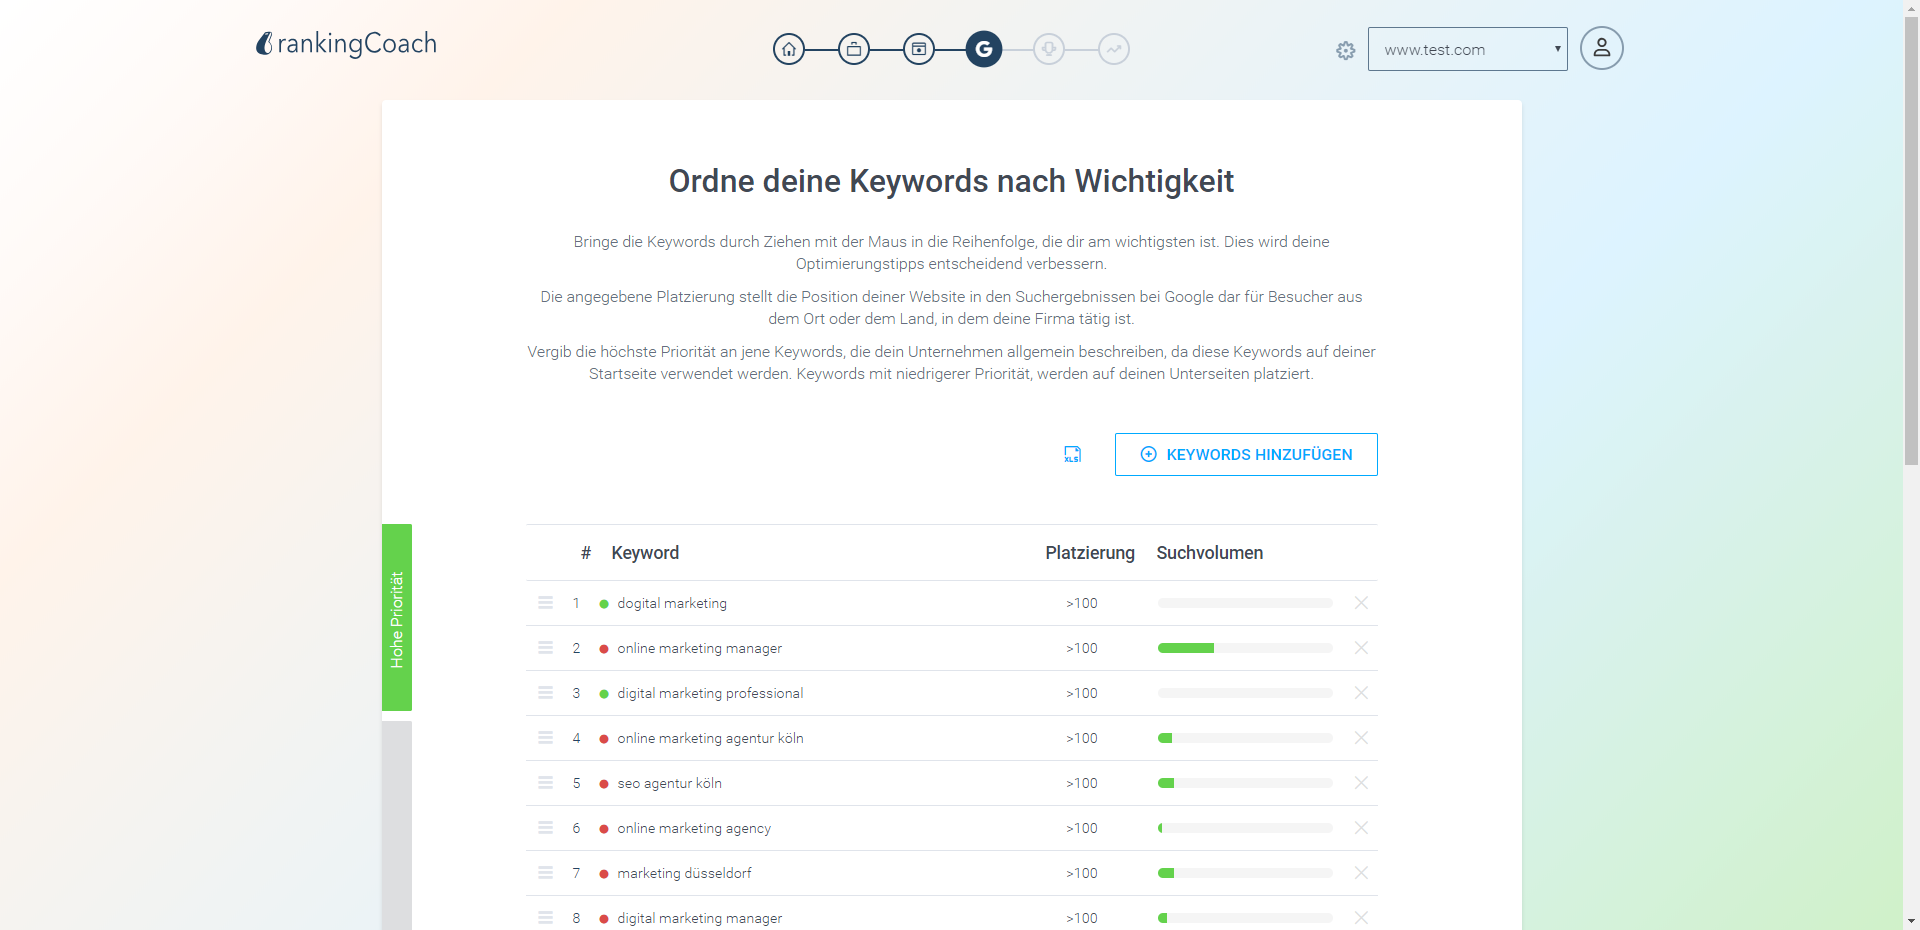 rankingCoach
G
www.test.com
Ordne deine Keywords nach Wichtigkeit
Bringe die Keywords durch Ziehen mit der Maus in die Reihenfolge, die dir am wichtigsten ist. Dies wird deine
Optimierungstipps entscheidend verbessern.
Die angegebene Platzierung stellt die Position deiner Website in den Suchergebnissen bei Google dar für Besucher aus
dem Ort oder dem Land, in dem deine Firma tätig ist.
Vergib die höchste Priorität an jene Keywords, die dein Unternehmen allgemein beschreiben, da diese Keywords auf deiner
Startseite verwendet werden. Keywords mit niedrigerer Priorität, werden auf deinen Unterseiten platziert.
XLS
KEYWORDS HINZUFÜGEN
Hohe Priorität
# Keyword Platzierung Suchvolumen
1 dogital marketing >100
2 online marketing manager >100
3 digital marketing professional >100
4 online marketing agentur köln >100
5 seo agentur köln >100
6 online marketing agency >100
7 marketing düsseldorf >100
8 digital marketing manager >100